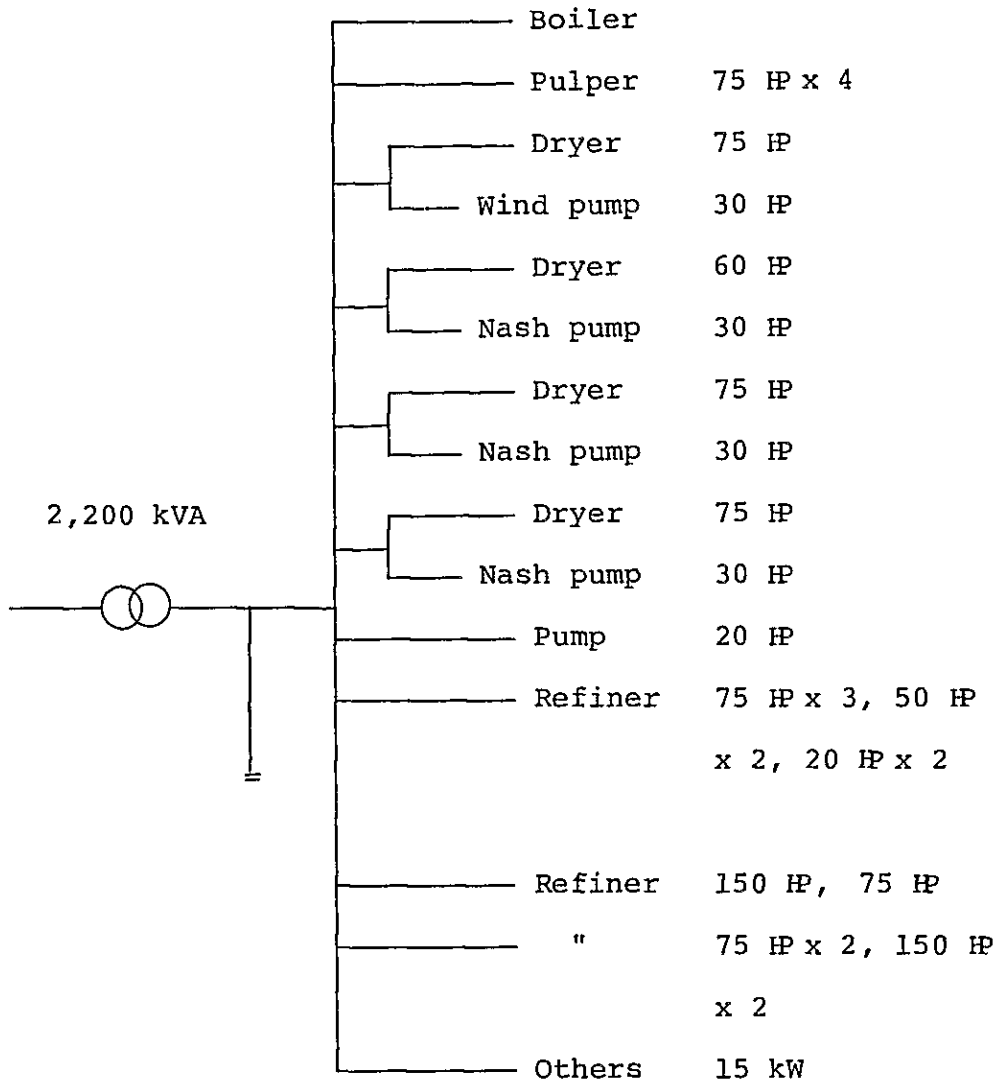 Boiler
Pulper 75 HP x 4
Dryer 75 HP
Wind pump 30 HP
Dryer 60 HP
Nash pump 30 HP
Dryer 75 HP
Nash pump 30 HP
2,200 kVA
Dryer 75 HP
Nash pump 30 HP
Pump 20 HP
Refiner 75 HP x 3, 50 HP
x 2, 20 HP x 2
Refiner 150 HP, 75 HP
" 75 HP x 2, 150 HP
x 2
Others 15 kW